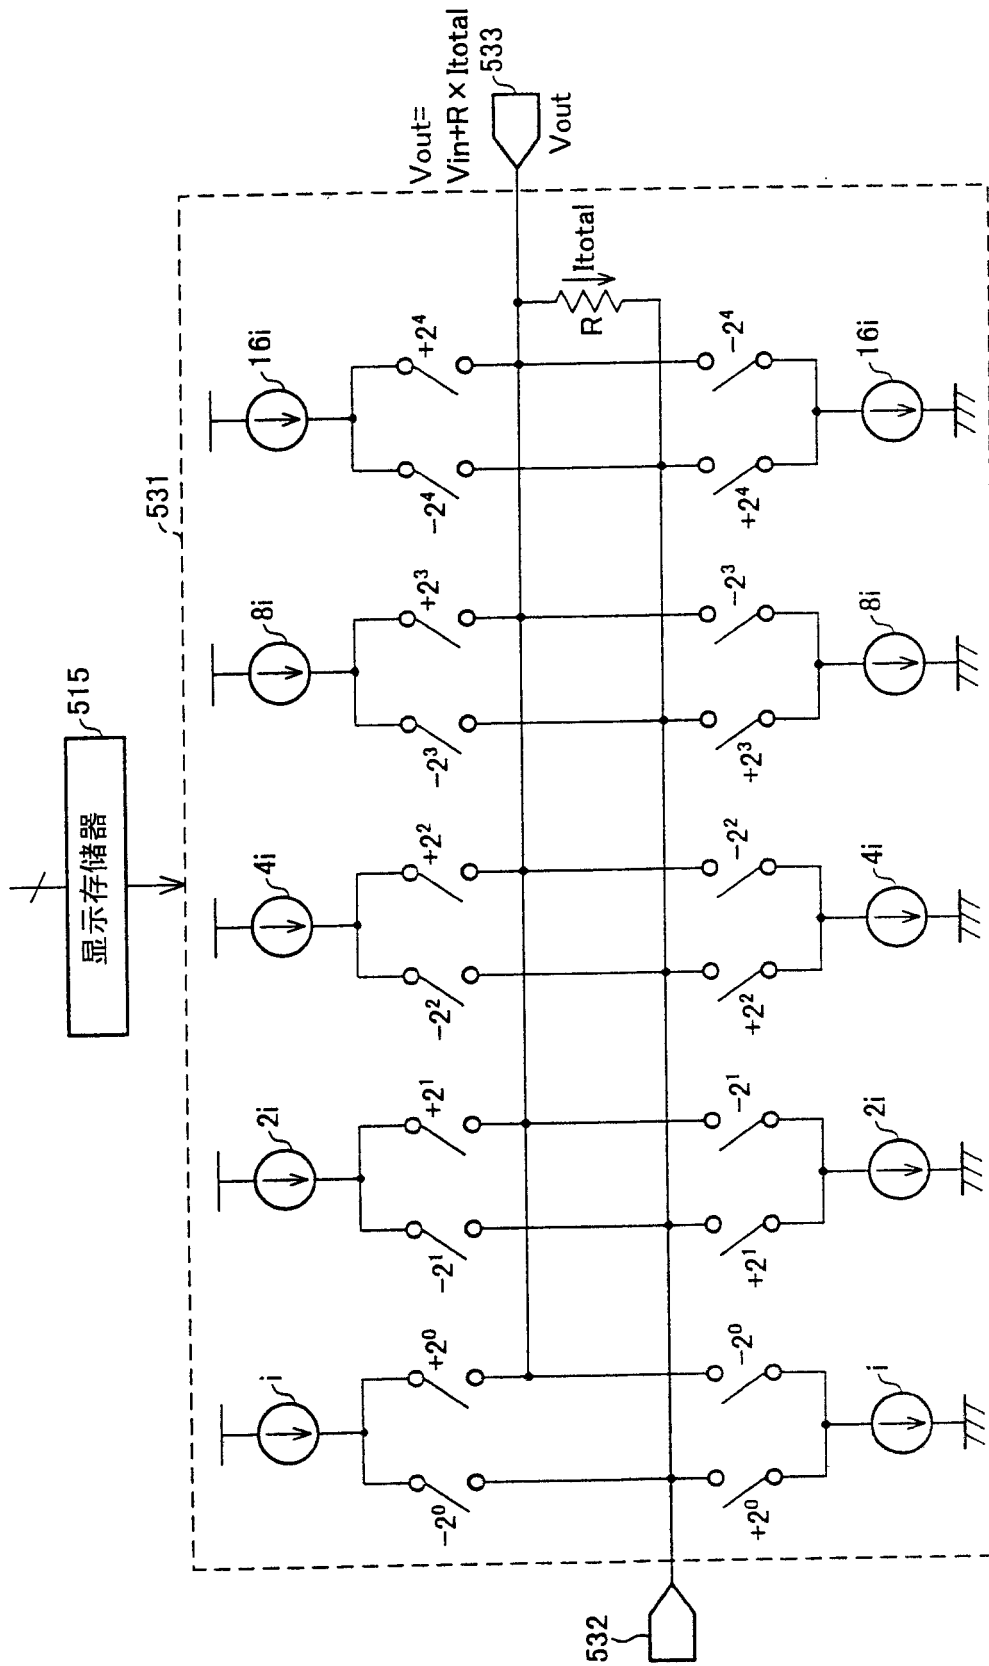 显示存储器
515
531
i
2i
4i
8i
16i
-2⁰
+2⁰
-2¹
+2¹
-2²
+2²
-2³
+2³
-2⁴
+2⁴
Vout=
Vin+R×Itotal
533
Vout
R
Itotal
532
+2⁰
-2⁰
+2¹
-2¹
+2²
-2²
+2³
-2³
+2⁴
-2⁴
i
2i
4i
8i
16i